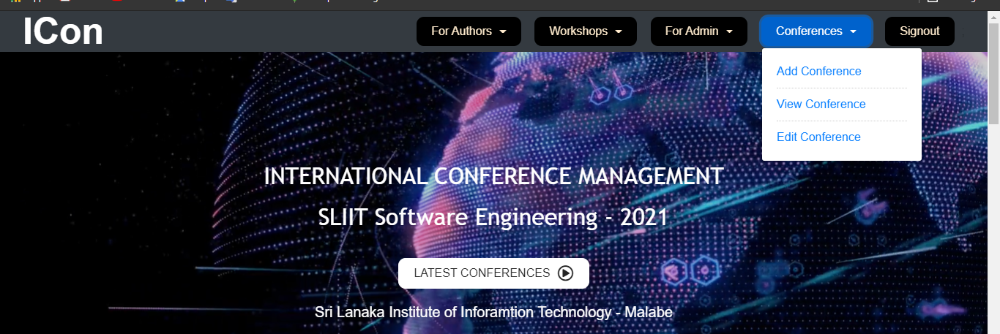 ICon
For Authors
Workshops
For Admin
Conferences
Signout
Add Conference
View Conference
Edit Conference
INTERNATIONAL CONFERENCE MANAGEMENT
SLIIT Software Engineering - 2021
LATEST CONFERENCES
Sri Lanaka Institute of Inforamtion Technology - Malabe